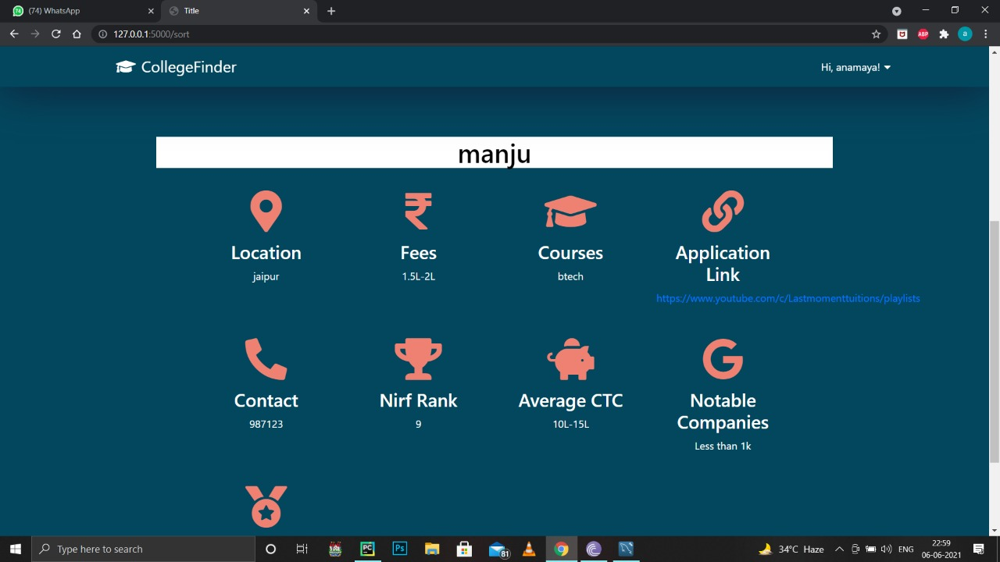 (74) WhatsApp
Title
127.0.0.1:5000/sort
ABP
a
CollegeFinder
Hi, anamaya!
manju
Location
jaipur
Fees
1.5L-2L
Courses
btech
Application
Link
https://www.youtube.com/c/Lastmomenttuitions/playlists
Contact
987123
Nirf Rank
9
Average CTC
10L-15L
Notable
Companies
Less than 1k
Type here to search
PC
Ps
81
34°C Haze
ENG
22:59
06-06-2021